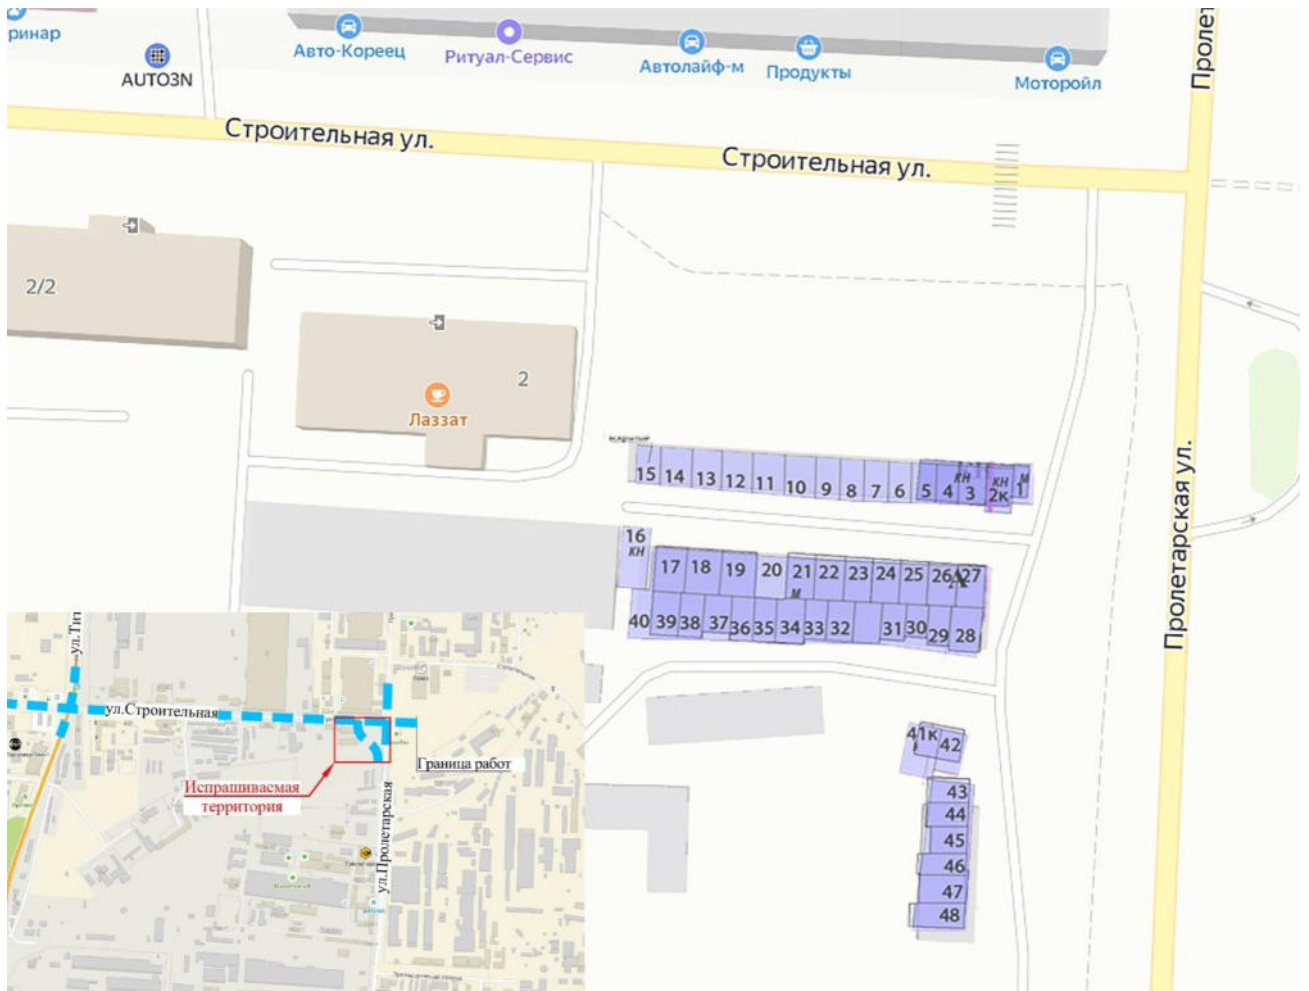 ринар
AUTO3N
Авто-Кореец
Ритуал-Сервис
Автолайф-м
Продукты
Моторойл
Пролет
Строительная ул.
Строительная ул.
2/2
2
Лаззат
Пролетарская ул.
15 14 13 12 11 10 9 8 7 6 5 4 КН 3 КН 2к М 1
16
КН
17 18 19 20 21 22 23 24 25 26 А 27
М
40 39 38 37 36 35 34 33 32 31 30 29 28
41к 42
43
44
45
46
47
48
ул.Тит
ул.Строительная
Граница работ
Испрашиваемая
территория
ул.Пролетарская